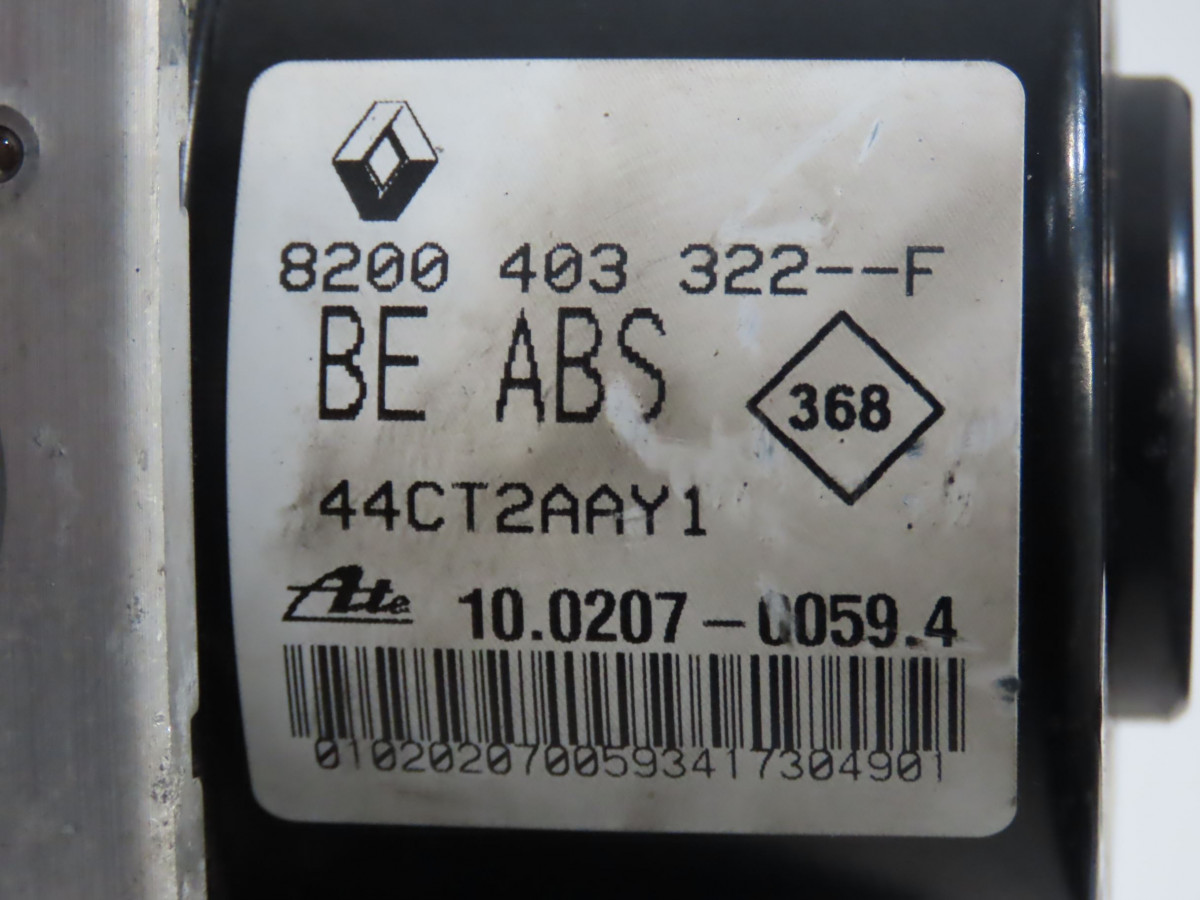 8200 403 322--F
BE ABS
368
44CT2AAY1
Ate 10.0207-0059.4
0102020700593417304901